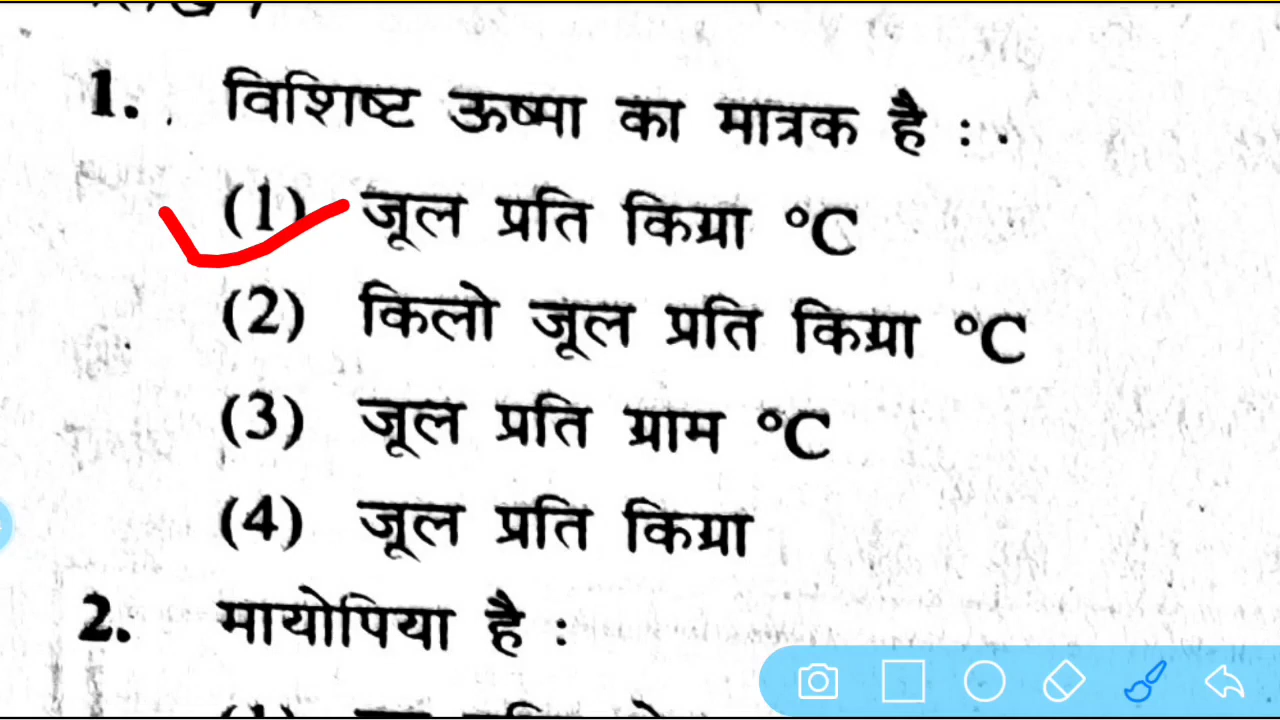 1. विशिष्ट ऊष्मा का मात्रक है :
(1) जूल प्रति किग्रा °C
(2) किलो जूल प्रति किग्रा °C
(3) जूल प्रति ग्राम °C
(4) जूल प्रति किग्रा
2. मायोपिया है :